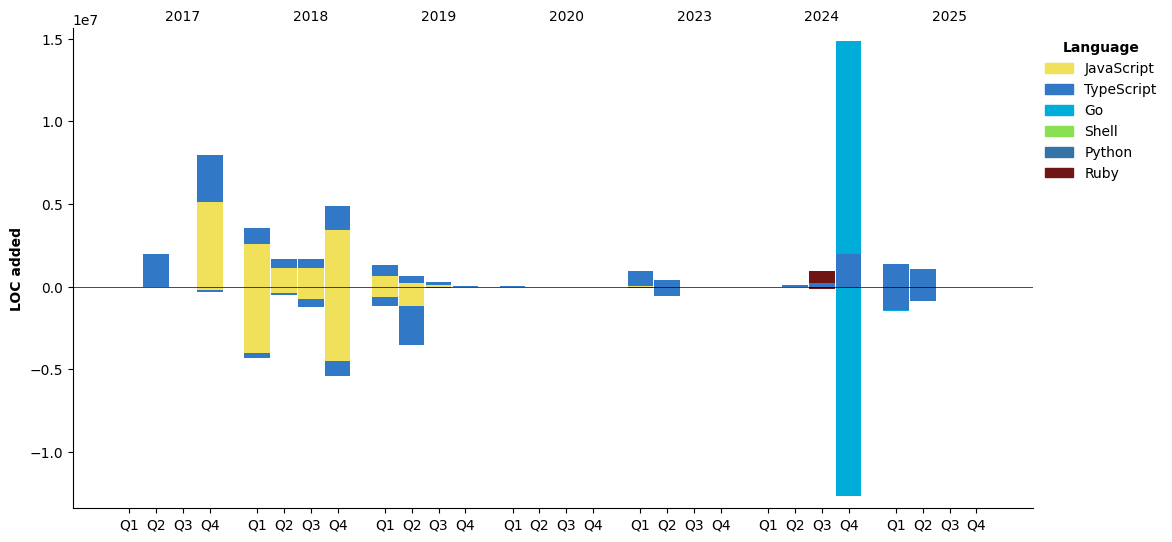 1e7
2017 2018 2019 2020 2023 2024 2025
1.5
1.0
0.5
0.0
−0.5
−1.0
LOC added
Q1 Q2 Q3 Q4 Q1 Q2 Q3 Q4 Q1 Q2 Q3 Q4 Q1 Q2 Q3 Q4 Q1 Q2 Q3 Q4 Q1 Q2 Q3 Q4 Q1 Q2 Q3 Q4
Language
JavaScript
TypeScript
Go
Shell
Python
Ruby